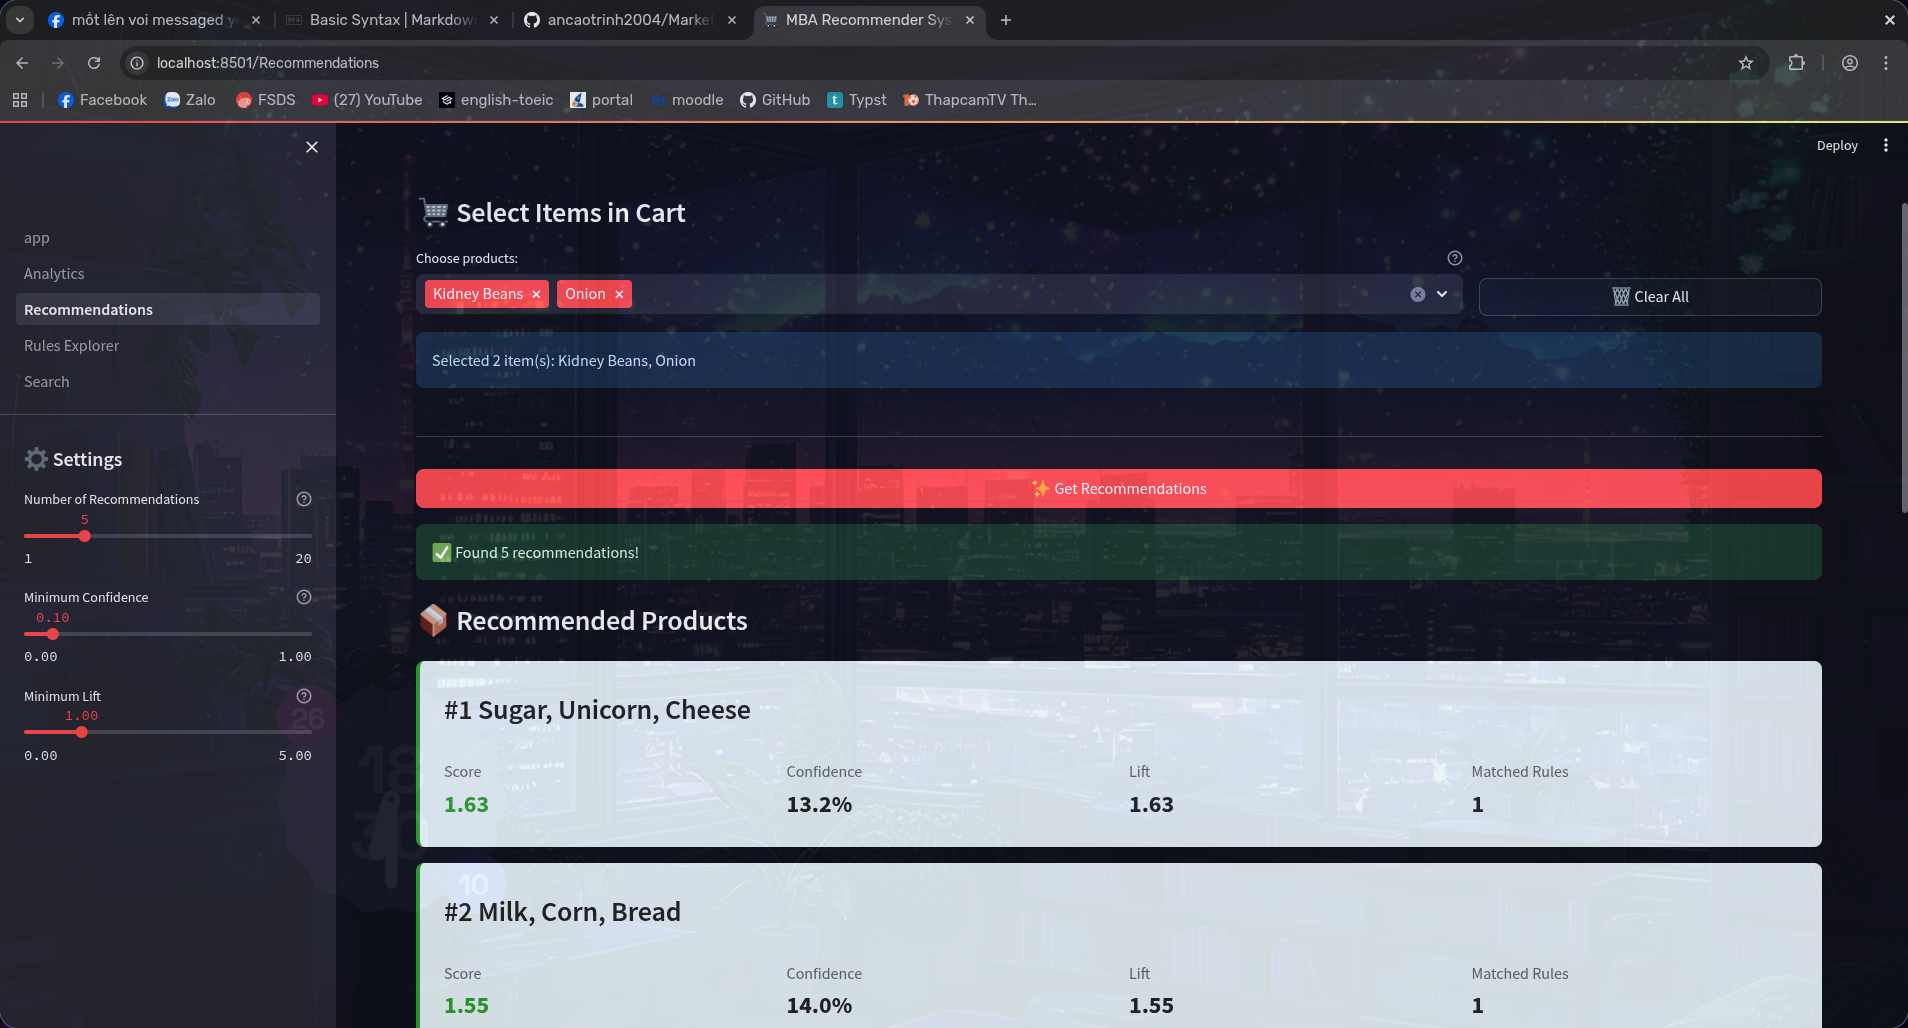 mốt lên voi messaged y
Basic Syntax | Markdow
ancaotrinh2004/Market
MBA Recommender Sys
localhost:8501/Recommendations
Facebook
Zalo
FSDS
(27) YouTube
english-toeic
portal
moodle
GitHub
Typst
ThapcamTV Th...
Deploy
app
Analytics
Recommendations
Rules Explorer
Search
Settings
Number of Recommendations
5
1 20
Minimum Confidence
0.10
0.00 1.00
Minimum Lift
1.00
0.00 5.00
26
18
30
10
Select Items in Cart
Choose products:
Kidney Beans Onion
Clear All
Selected 2 item(s): Kidney Beans, Onion
Get Recommendations
Found 5 recommendations!
Recommended Products
#1 Sugar, Unicorn, Cheese
Score Confidence Lift Matched Rules
1.63 13.2% 1.63 1
#2 Milk, Corn, Bread
Score Confidence Lift Matched Rules
1.55 14.0% 1.55 1